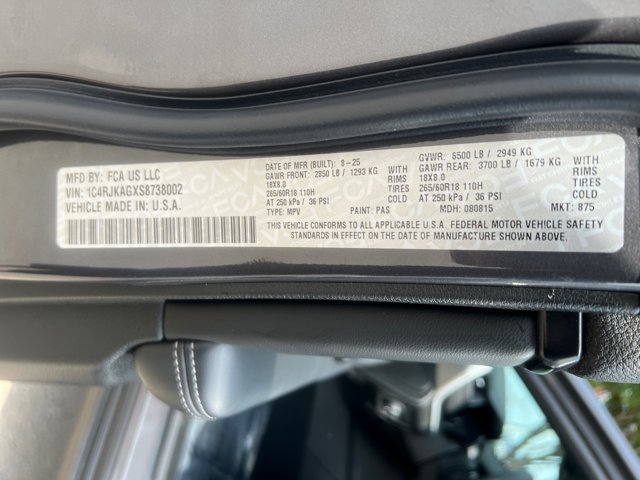 MFD BY: FCA US LLC
VIN: 1C4RJKAGXS8738002
VEHICLE MADE IN: U.S.A.
DATE OF MFR (BUILT): 8-25
GAWR FRONT: 2850 LB / 1293 KG
18X8.0 RIMS
265/60R18 110H TIRES
AT 250 kPa / 36 PSI COLD
TYPE: MPV PAINT: PAS
GVWR: 6500 LB / 2949 KG
GAWR REAR: 3700 LB / 1679 KG
18X8.0 RIMS
265/60R18 110H TIRES
AT 250 kPa / 36 PSI COLD
MDH: 080815 MKT: 875
THIS VEHICLE CONFORMS TO ALL APPLICABLE U.S.A. FEDERAL MOTOR VEHICLE SAFETY
STANDARDS IN EFFECT ON THE DATE OF MANUFACTURE SHOWN ABOVE.